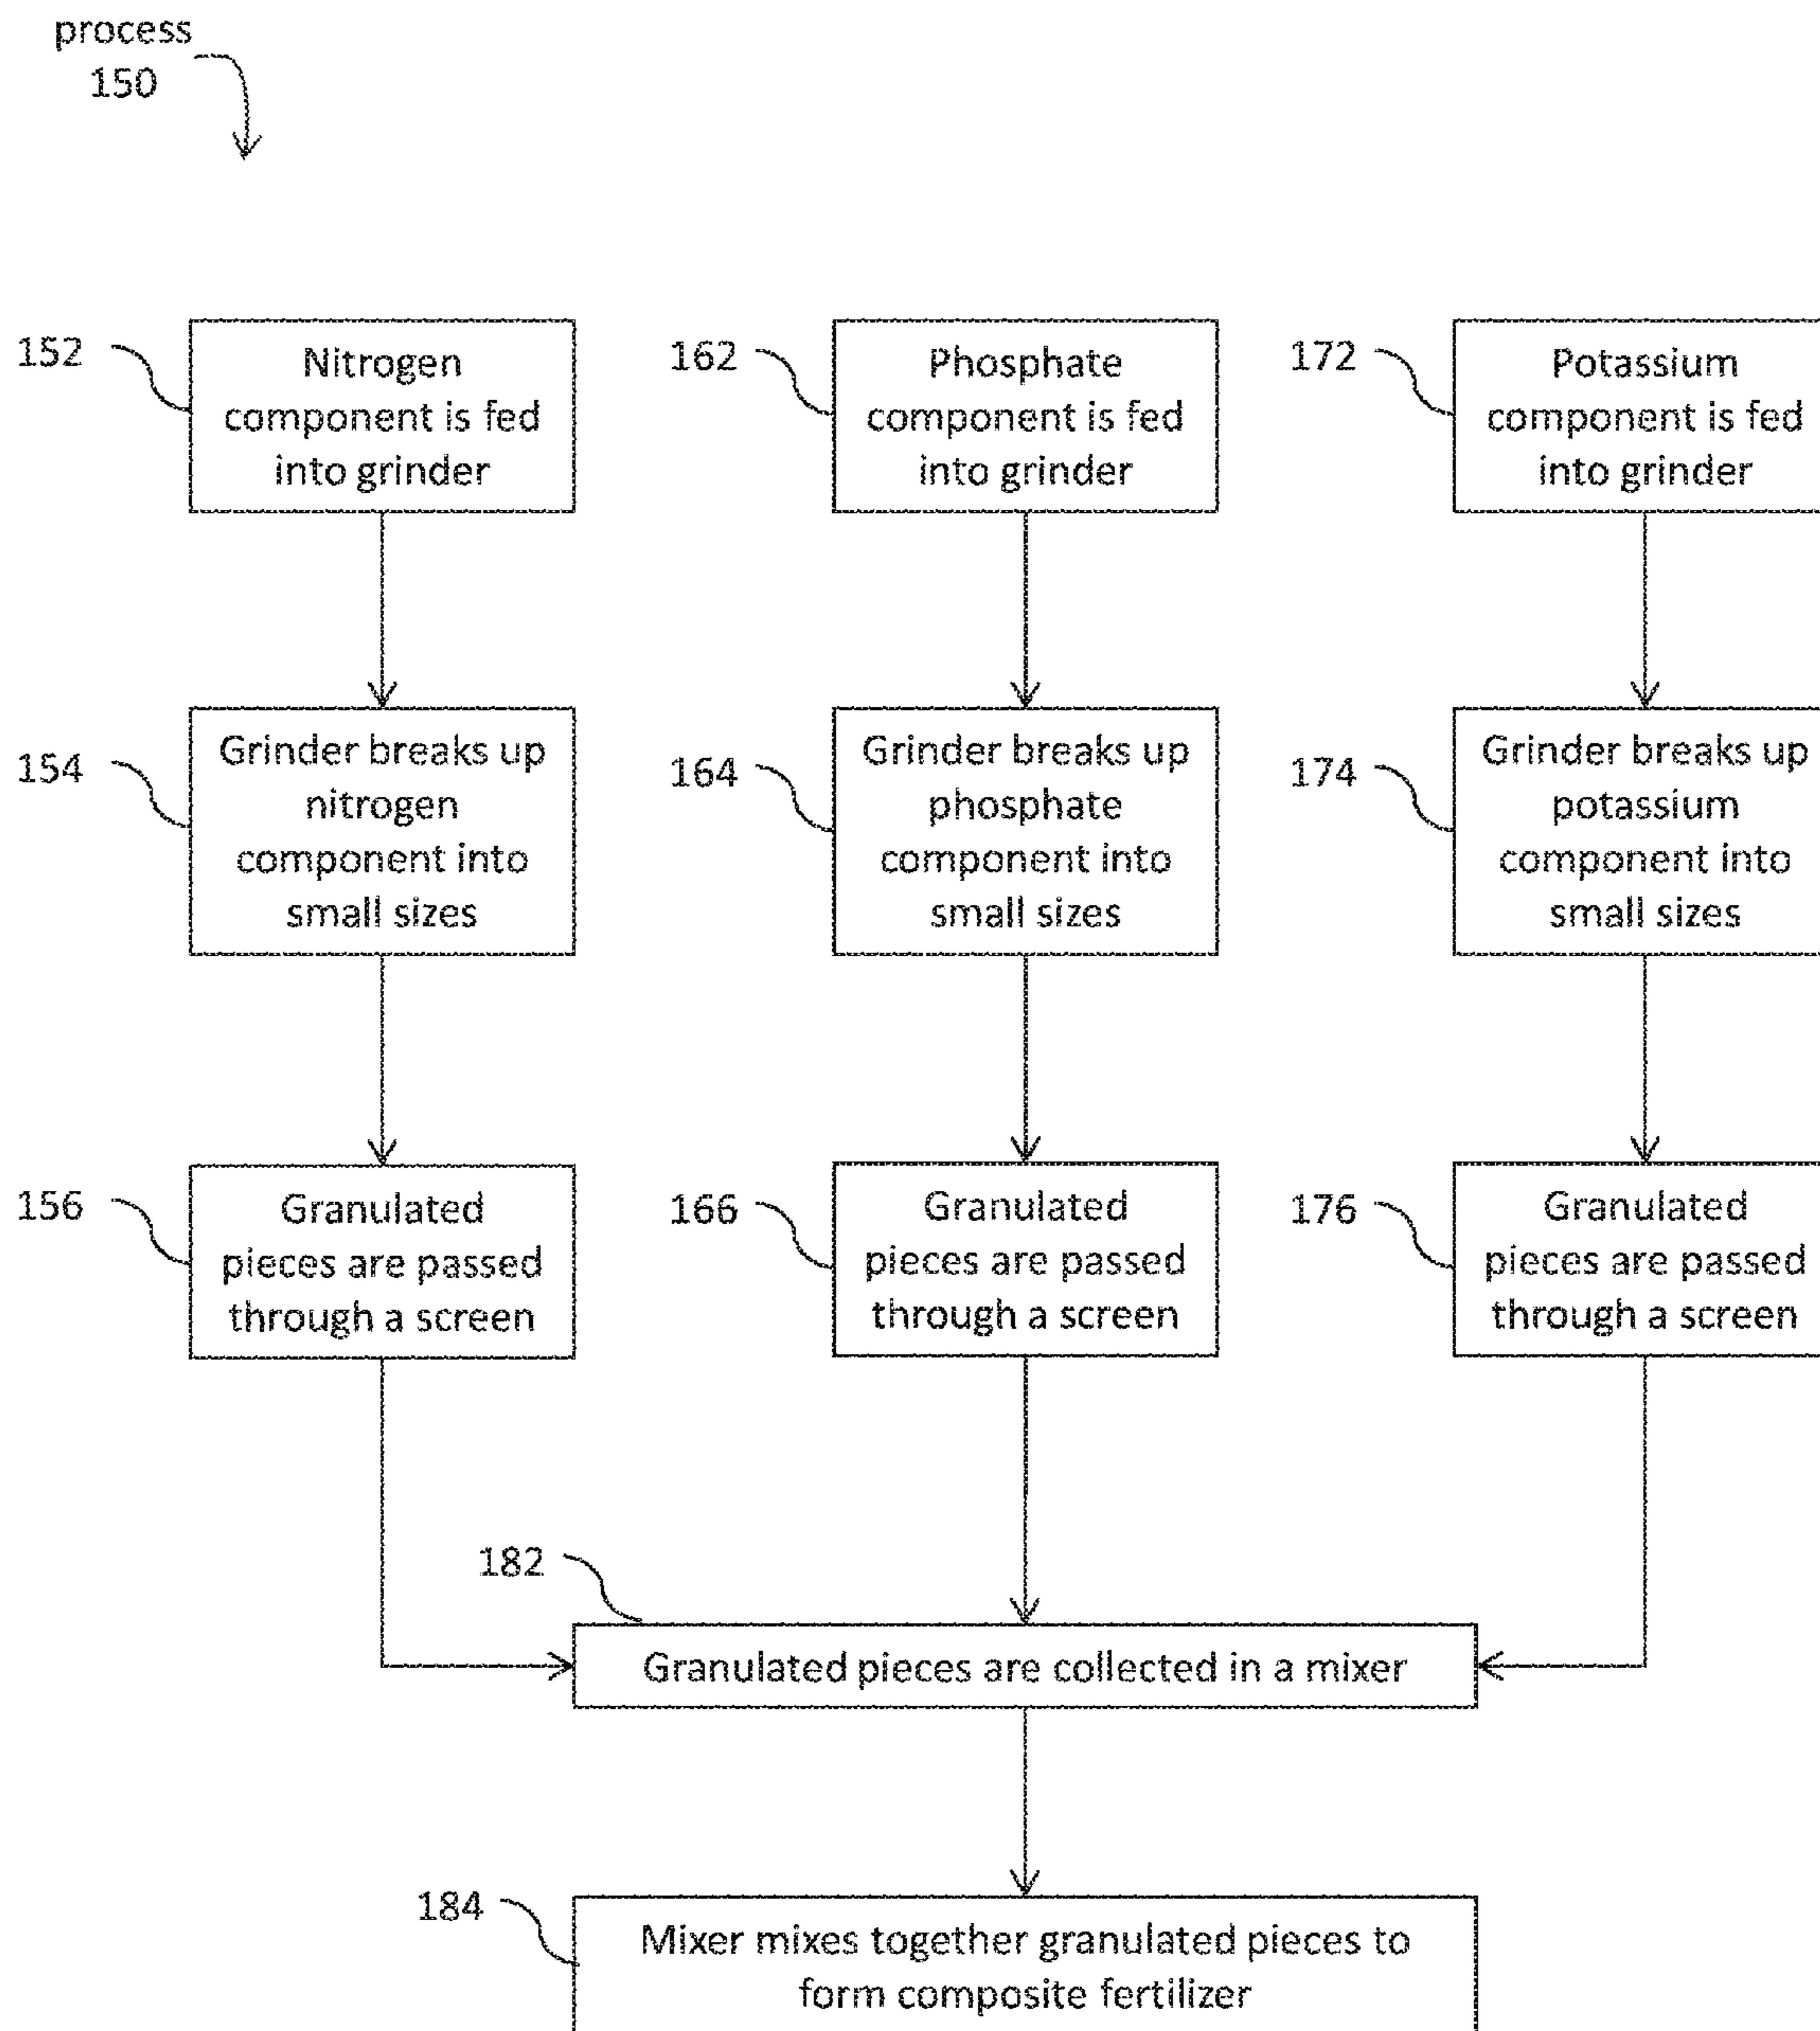 process
150
152
Nitrogen
component is fed
into grinder
162
Phosphate
component is fed
into grinder
172
Potassium
component is fed
into grinder
154
Grinder breaks up
nitrogen
component into
small sizes
164
Grinder breaks up
phosphate
component into
small sizes
174
Grinder breaks up
potassium
component into
small sizes
156
Granulated
pieces are passed
through a screen
166
Granulated
pieces are passed
through a screen
176
Granulated
pieces are passed
through a screen
182
Granulated pieces are collected in a mixer
184
Mixer mixes together granulated pieces to
form composite fertilizer